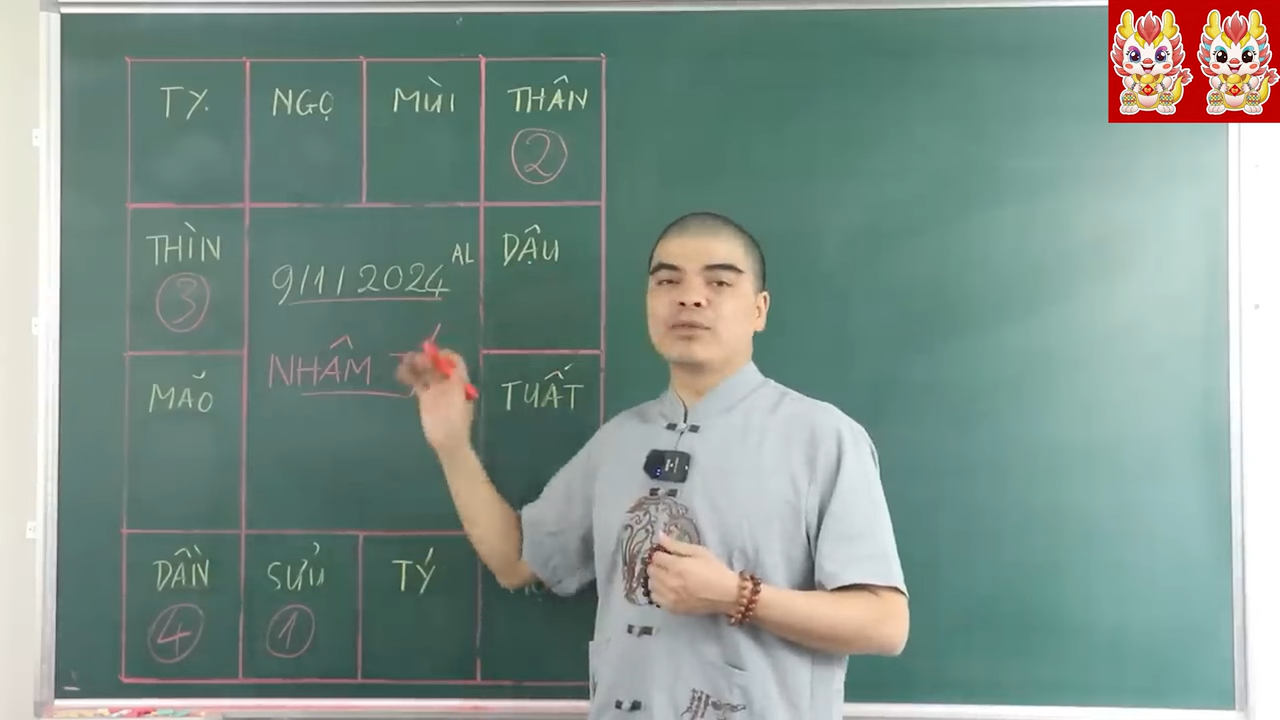 TỴ NGỌ MÙI THÂN
②
THÌN 9/1/2024 AL DẬU
③
NHÂM
MÃO TUẤT
DẦN SỬU TÝ
④ ①